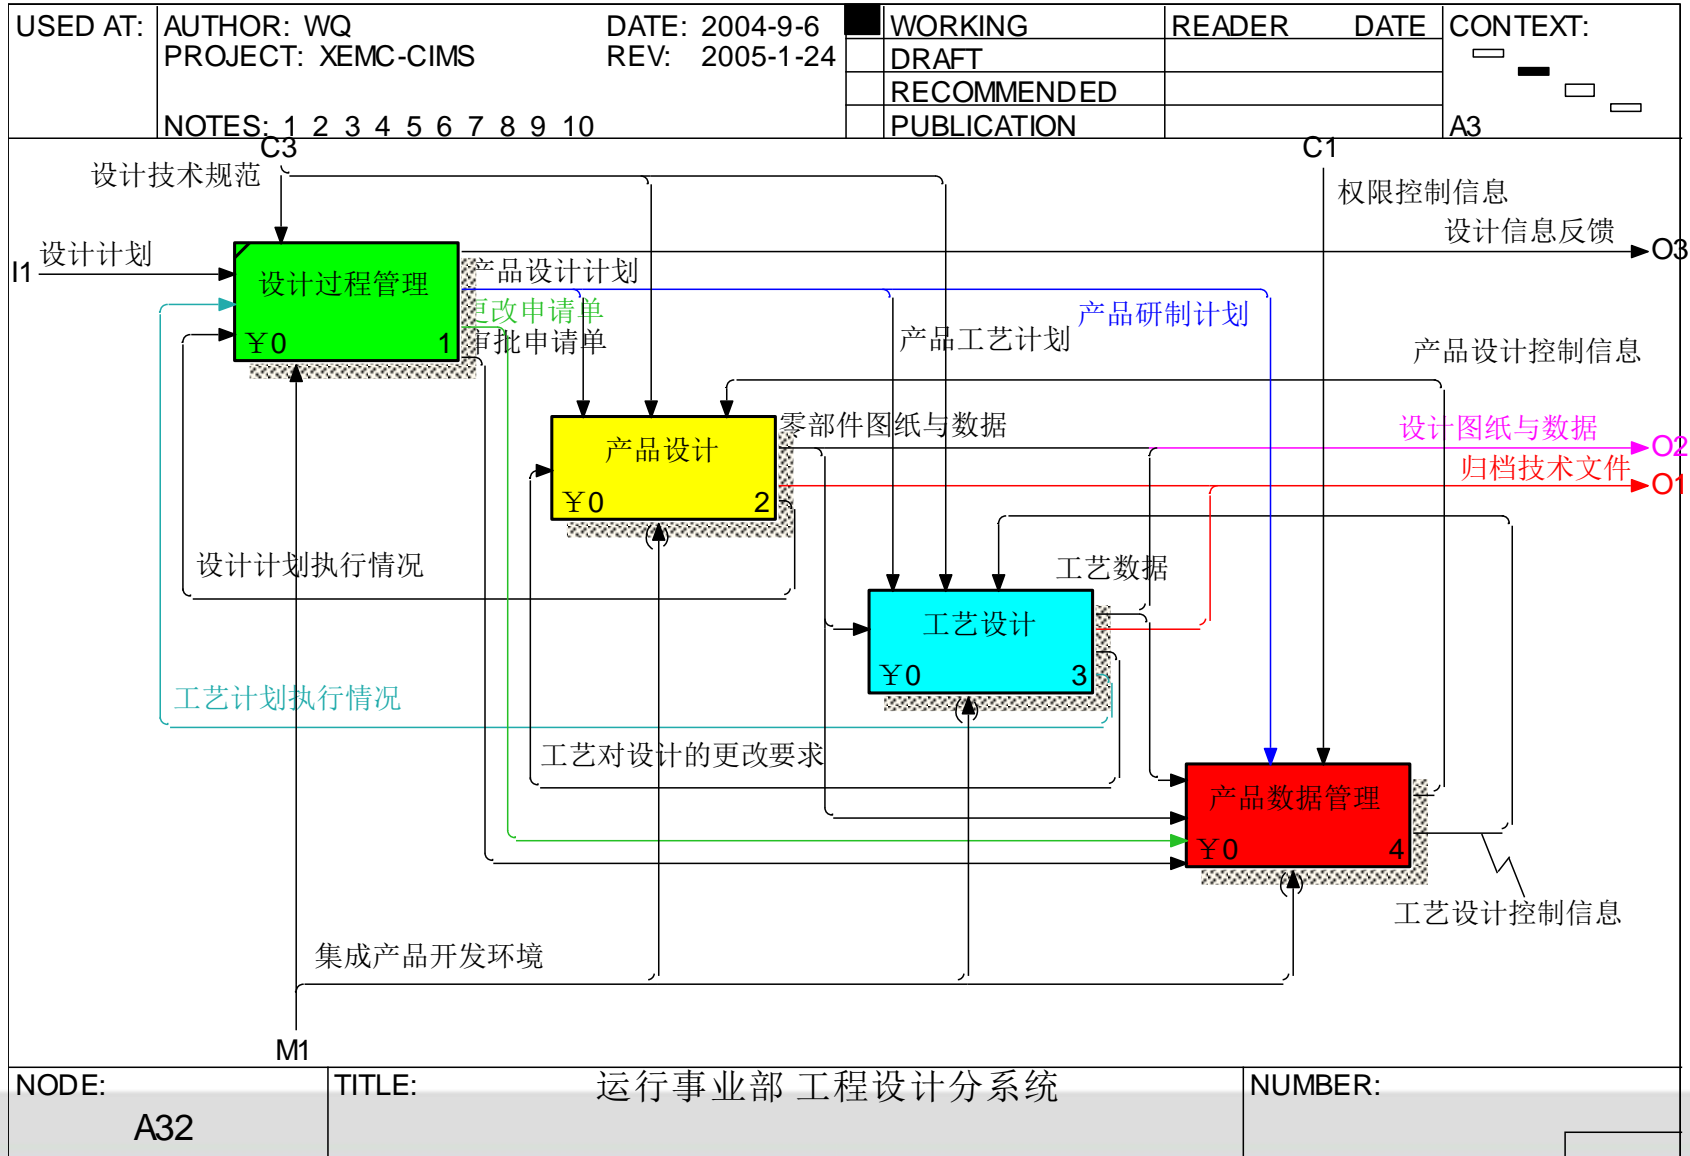 USED AT:
AUTHOR: WQ
DATE: 2004-9-6
PROJECT: XEMC-CIMS
REV: 2005-1-24
NOTES: 1 2 3 4 5 6 7 8 9 10
WORKING
DRAFT
RECOMMENDED
PUBLICATION
READER
DATE
CONTEXT:
A3
C3
C1
设计技术规范
权限控制信息
设计信息反馈
O3
I1
设计计划
设计过程管理
￥0
1
产品设计计划
更改申请单
审批申请单
产品工艺计划
产品研制计划
产品设计控制信息
零部件图纸与数据
设计图纸与数据
O2
归档技术文件
O1
产品设计
￥0
2
设计计划执行情况
工艺数据
工艺设计
￥0
3
工艺计划执行情况
工艺对设计的更改要求
产品数据管理
￥0
4
工艺设计控制信息
集成产品开发环境
M1
NODE:
A32
TITLE:
运行事业部 工程设计分系统
NUMBER: